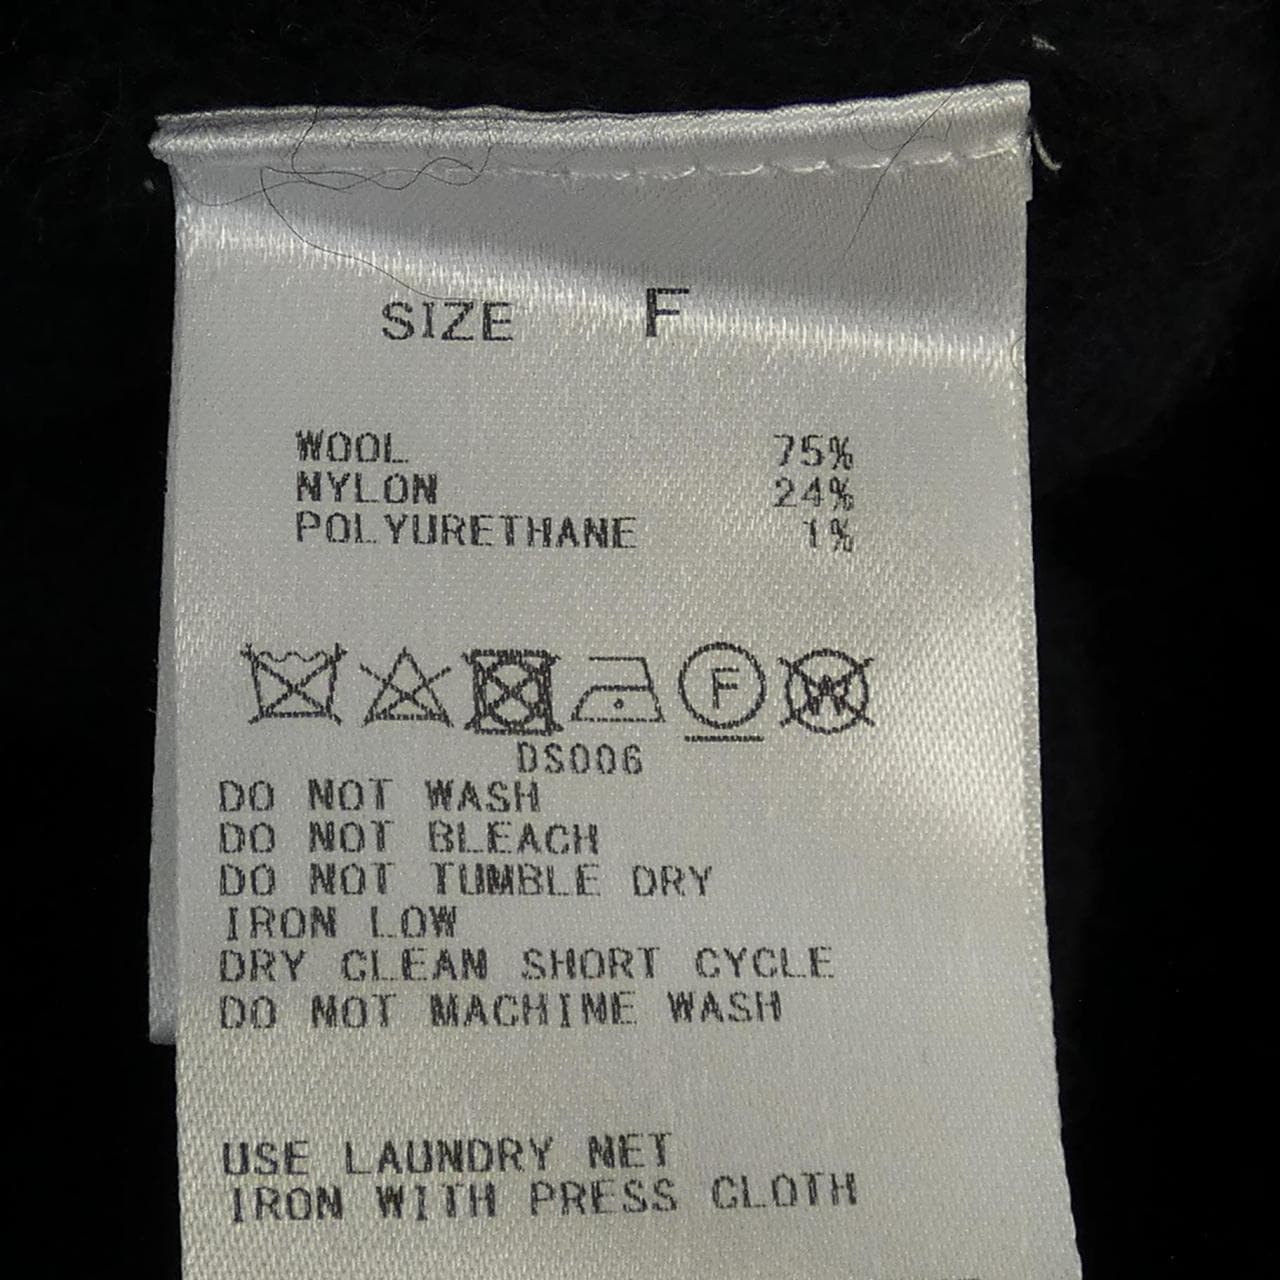 SIZE F
WOOL 75%
NYLON 24%
POLYURETHANE 1%
F W
DS006
DO NOT WASH
DO NOT BLEACH
DO NOT TUMBLE DRY
IRON LOW
DRY CLEAN SHORT CYCLE
DO NOT MACHINE WASH
USE LAUNDRY NET
IRON WITH PRESS CLOTH